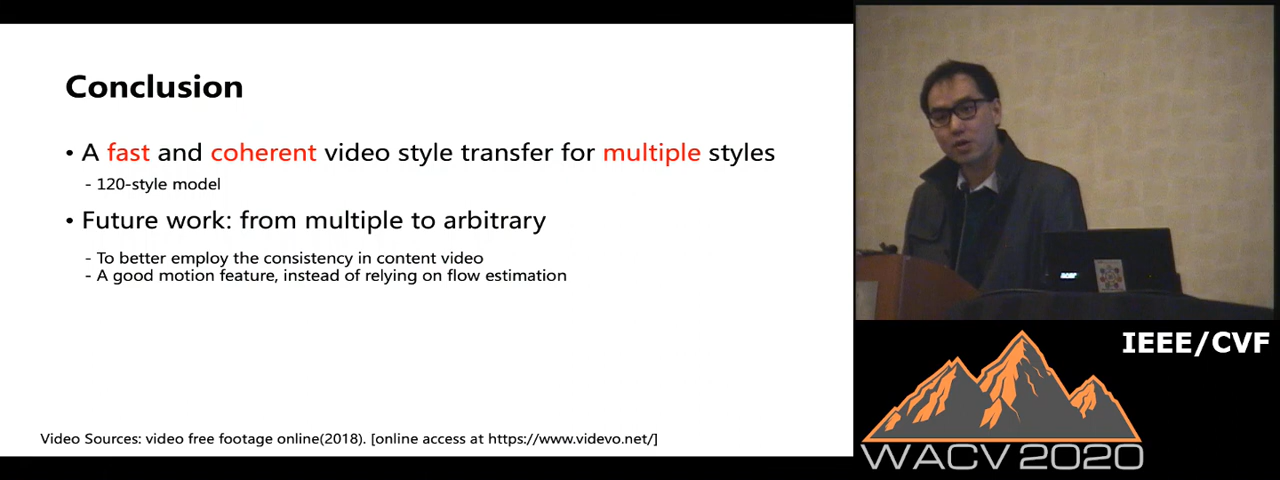 Conclusion
• A fast and coherent video style transfer for multiple styles
- 120-style model
• Future work: from multiple to arbitrary
- To better employ the consistency in content video
- A good motion feature, instead of relying on flow estimation
Video Sources: video free footage online(2018). [online access at https://www.videvo.net/]
acer
IEEE/CVF
WACV 2020